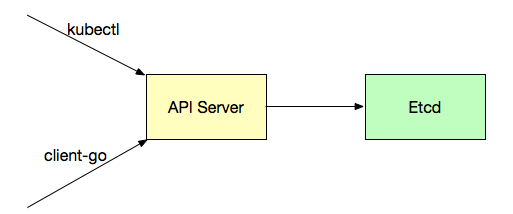 kubectl
API Server
Etcd
client-go